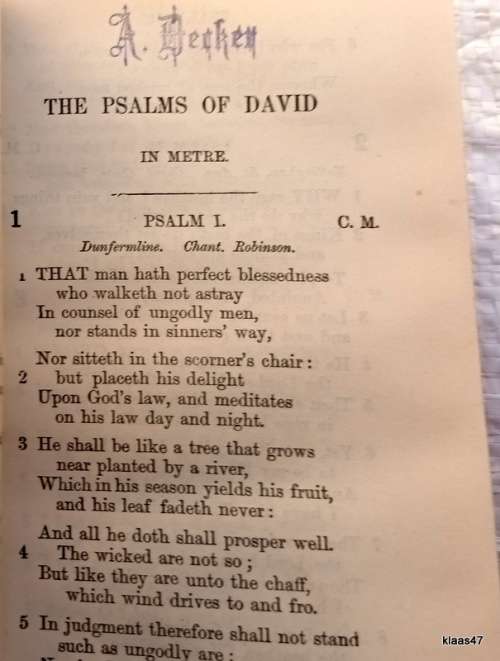 A. Decker
THE PSALMS OF DAVID
IN METRE.
1 PSALM I. C. M.
Dunfermline. Chant. Robinson.
1 THAT man hath perfect blessedness
who walketh not astray
In counsel of ungodly men,
nor stands in sinners' way,
Nor sitteth in the scorner's chair:
2 but placeth his delight
Upon God's law, and meditates
on his law day and night.
3 He shall be like a tree that grows
near planted by a river,
Which in his season yields his fruit,
and his leaf fadeth never:
And all he doth shall prosper well.
4 The wicked are not so;
But like they are unto the chaff,
which wind drives to and fro.
5 In judgment therefore shall not stand
such as ungodly are:
klaas47